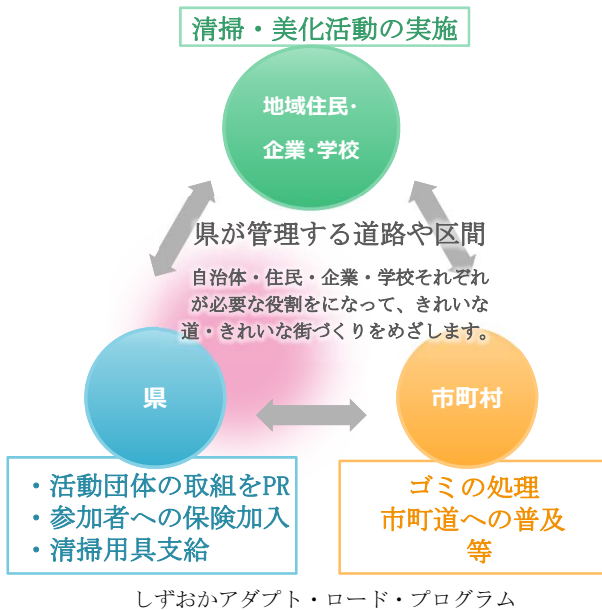 清掃・美化活動の実施
地域住民・
企業・学校
県が管理する道路や区間
自治体・住民・企業・学校それぞれ
が必要な役割をになって、きれいな
道・きれいな街づくりをめざします。
県
市町村
・活動団体の取組をPR
・参加者への保険加入
・清掃用具支給
ゴミの処理
市町道への普及
等
しずおかアダプト・ロード・プログラム